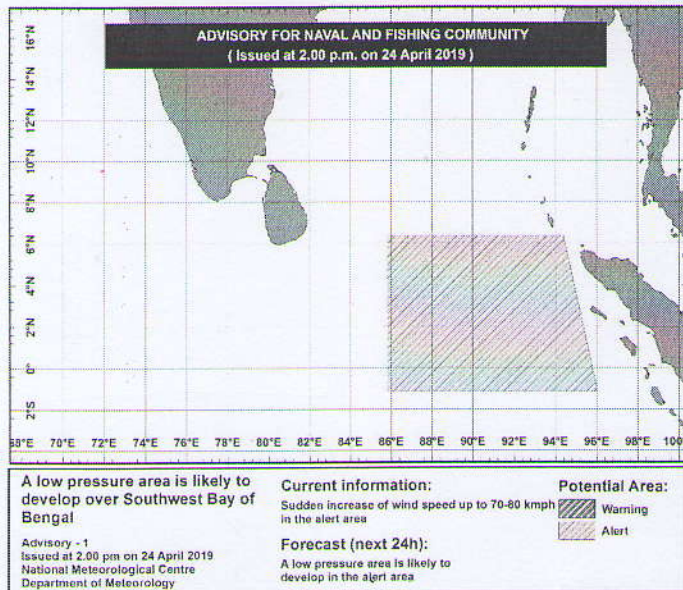 ADVISORY FOR NAVAL AND FISHING COMMUNITY
( Issued at 2.00 p.m. on 24 April 2019 )
16°N
14°N
12°N
10°N
8°N
6°N
4°N
2°N
0°
2°S
68°E 70°E 72°E 74°E 76°E 78°E 80°E 82°E 84°E 86°E 88°E 90°E 92°E 94°E 96°E 98°E 100
A low pressure area is likely to
develop over Southwest Bay of
Bengal
Advisory - 1
Issued at 2.00 pm on 24 April 2019
National Meteorological Centre
Department of Meteorology
Current information:
Sudden increase of wind speed up to 70-80 kmph
in the alert area
Forecast (next 24h):
A low pressure area is likely to
develop in the alert area
Potential Area:
Warning
Alert